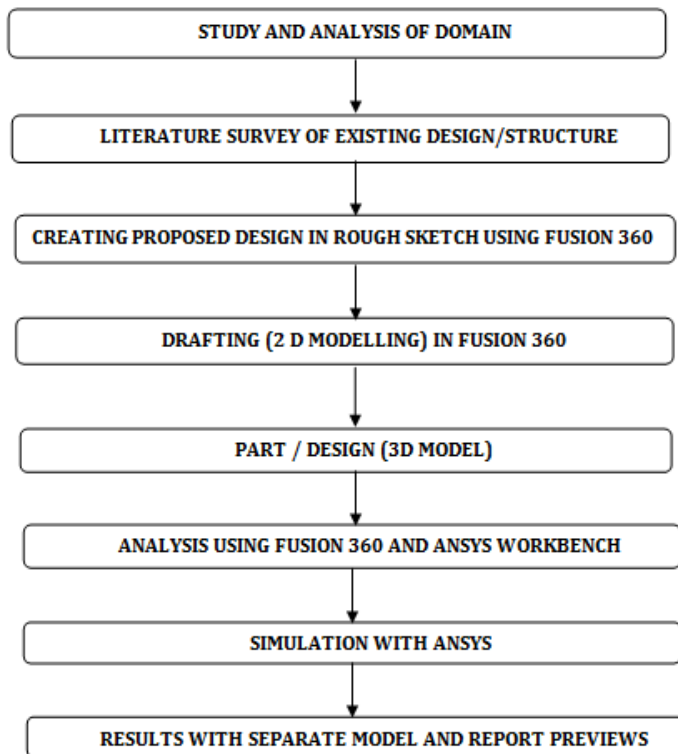 STUDY AND ANALYSIS OF DOMAIN
LITERATURE SURVEY OF EXISTING DESIGN/STRUCTURE
CREATING PROPOSED DESIGN IN ROUGH SKETCH USING FUSION 360
DRAFTING (2 D MODELLING) IN FUSION 360
PART / DESIGN (3D MODEL)
ANALYSIS USING FUSION 360 AND ANSYS WORKBENCH
SIMULATION WITH ANSYS
RESULTS WITH SEPARATE MODEL AND REPORT PREVIEWS